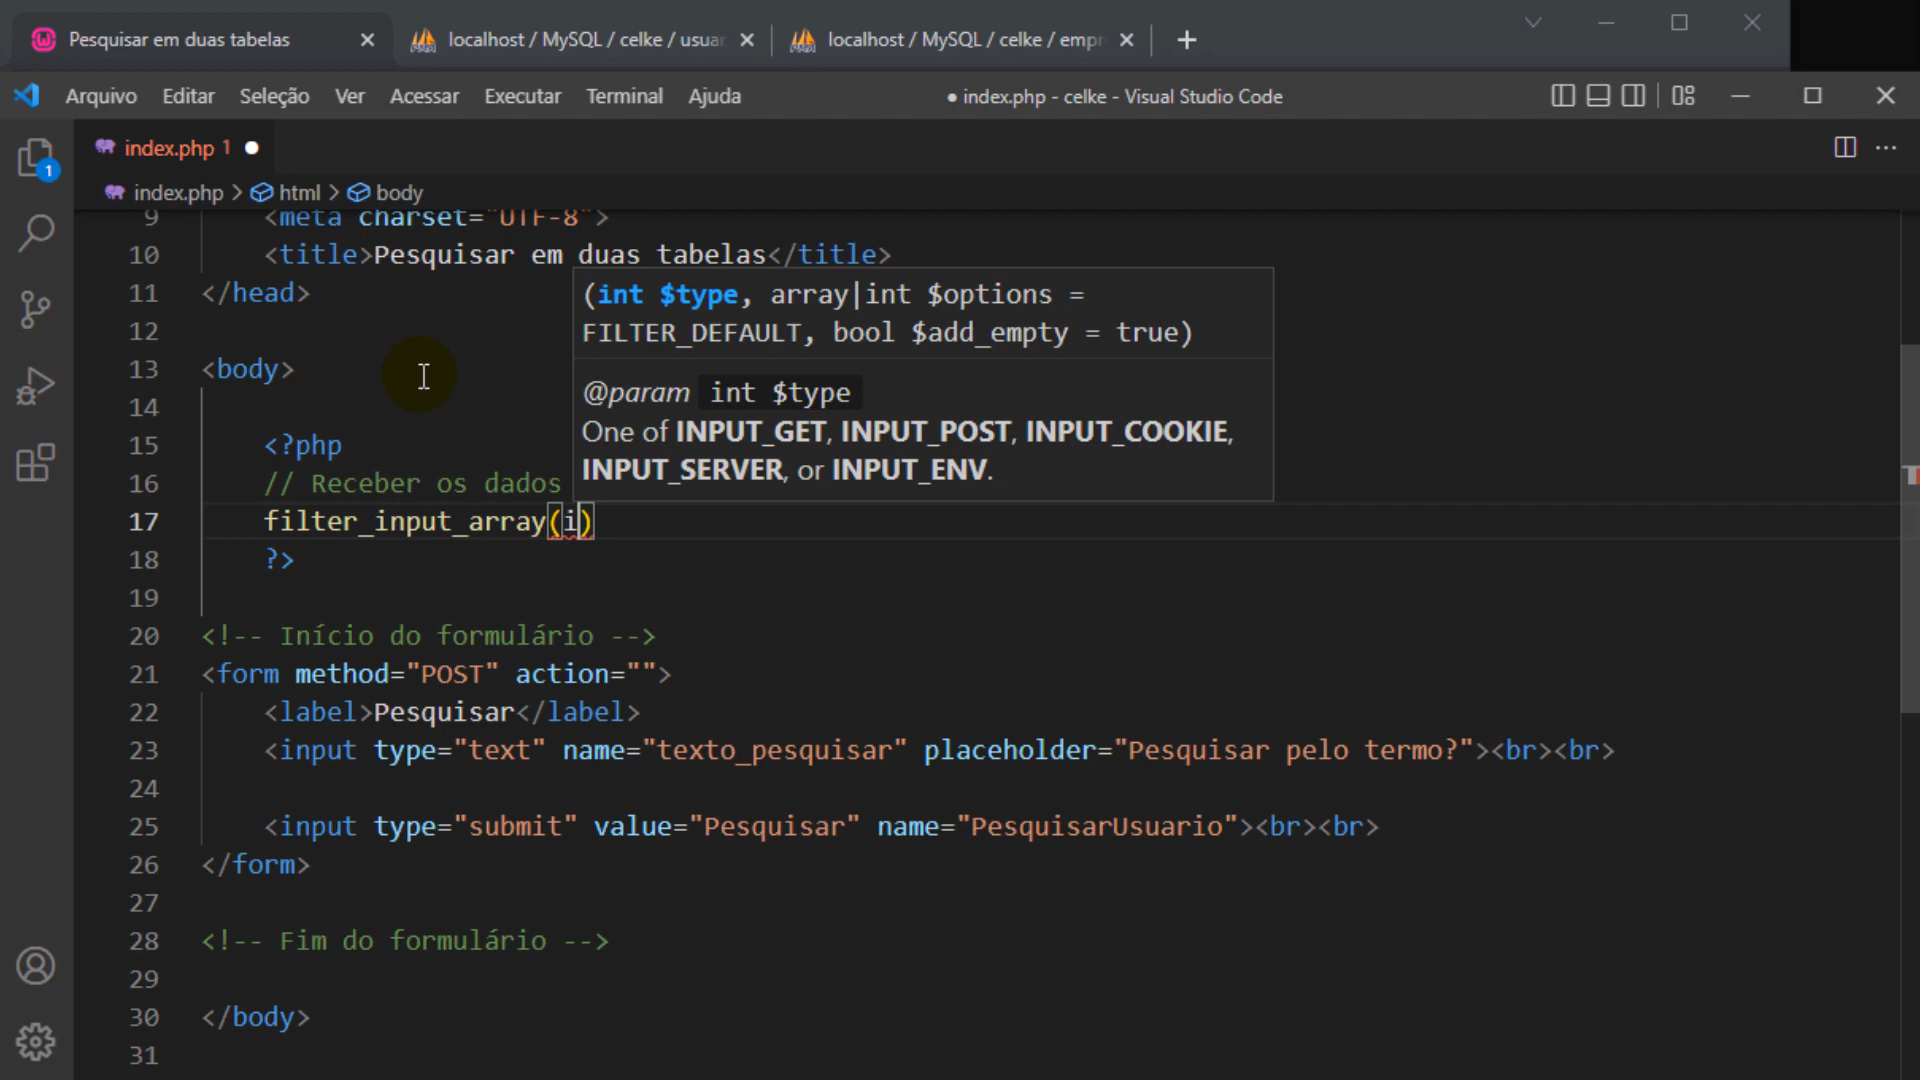 Pesquisar em duas tabelas
localhost / MySQL / celke / usuar
localhost / MySQL / celke / empr
Arquivo Editar Seleção Ver Acessar Executar Terminal Ajuda
● index.php - celke - Visual Studio Code
index.php 1
index.php > html > body
9 <meta charset="UTF-8">
10 <title>Pesquisar em duas tabelas</title>
(int $type, array|int $options =
11 </head>
FILTER_DEFAULT, bool $add_empty = true)
12
13 <body>
@param int $type
14
One of INPUT_GET, INPUT_POST, INPUT_COOKIE,
15 <?php
INPUT_SERVER, or INPUT_ENV.
16 // Receber os dados
17 filter_input_array(i)
18 ?>
19
20 <!-- Início do formulário -->
21 <form method="POST" action="">
22 <label>Pesquisar</label>
23 <input type="text" name="texto_pesquisar" placeholder="Pesquisar pelo termo?"><br><br>
24
25 <input type="submit" value="Pesquisar" name="PesquisarUsuario"><br><br>
26 </form>
27
28 <!-- Fim do formulário -->
29
30 </body>
31
1